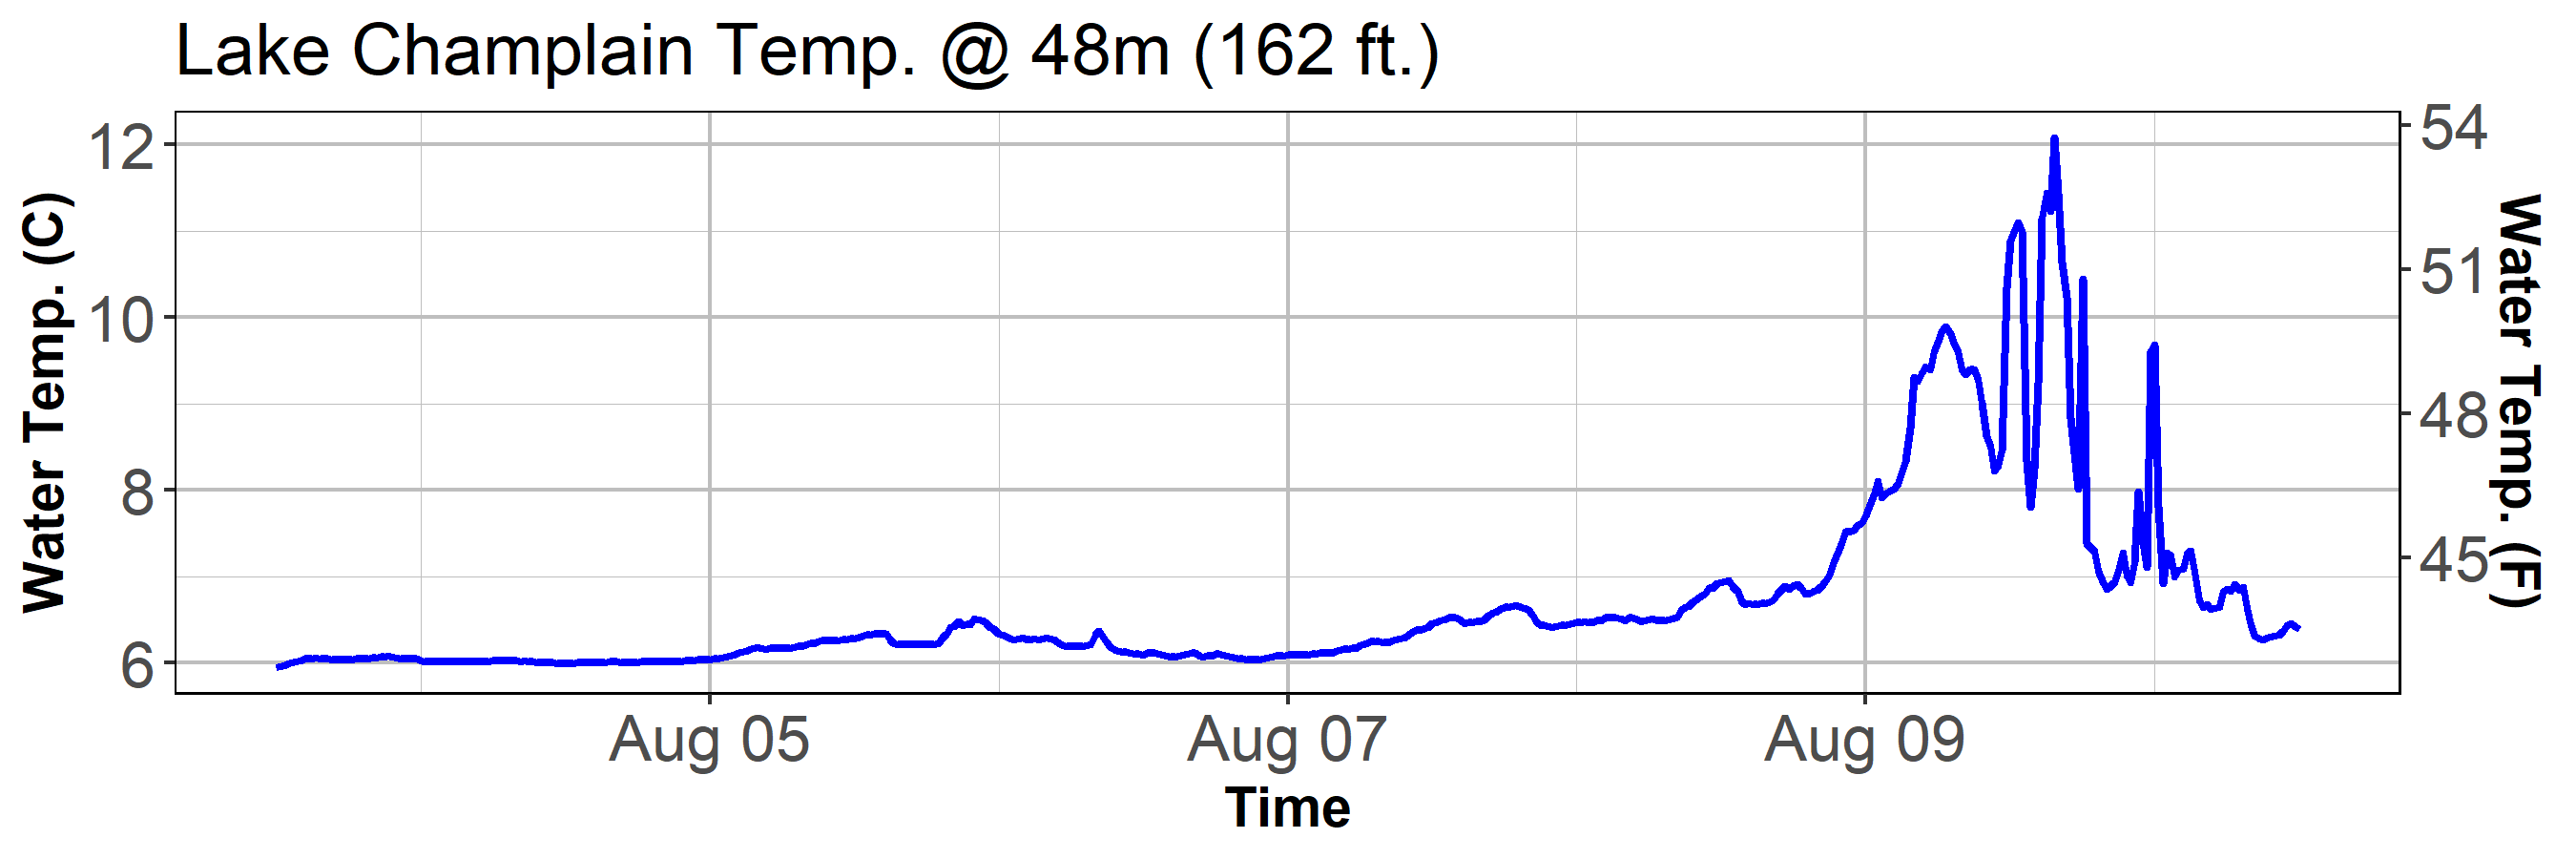 Lake Champlain Temp. @ 48m (162 ft.)
Water Temp. (C)
12
10
8
6
54
51
48
45
Water Temp. (F)
Aug 05
Aug 07
Aug 09
Time